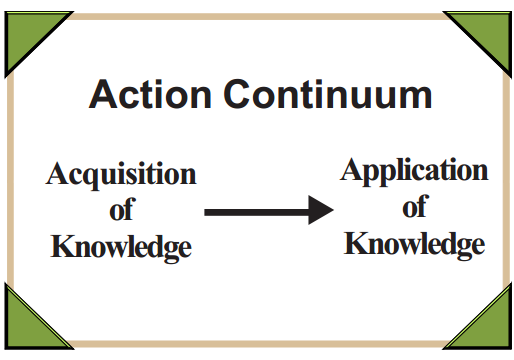 Action Continuum
Acquisition
of
Knowledge
Application
of
Knowledge